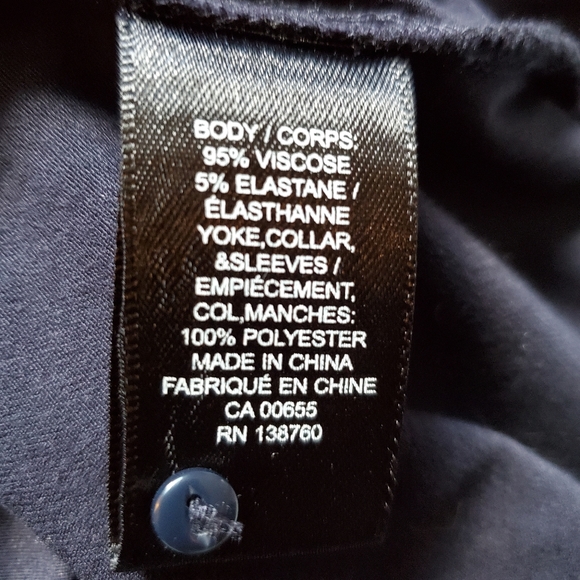 BODY / CORPS:
95% VISCOSE
5% ELASTANE /
ÉLASTHANNE
YOKE,COLLAR,
&SLEEVES /
EMPIÉCEMENT,
COL,MANCHES:
100% POLYESTER
MADE IN CHINA
FABRIQUÉ EN CHINE
CA 00655
RN 138760